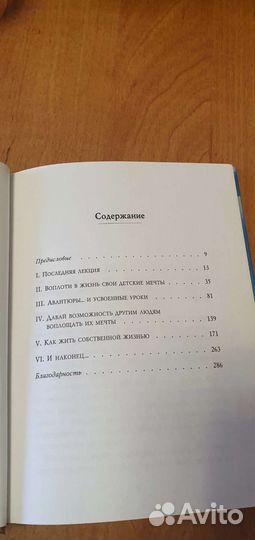 Содержание
Предисловие . . . . . . . . . . . . . . . . 9
I. Последняя лекция . . . . . . . . . . . . 13
II. Воплоти в жизнь свои детские мечты . . . . 35
III. Авантюры... и усвоенные уроки . . . . . . 81
IV. Давай возможность другим людям
воплощать их мечты . . . . . . . . . . . 139
V. Как жить собственной жизнью . . . . . . 171
VI. И наконец... . . . . . . . . . . . . . . 263
Благодарность . . . . . . . . . . . . . . 286
Avito